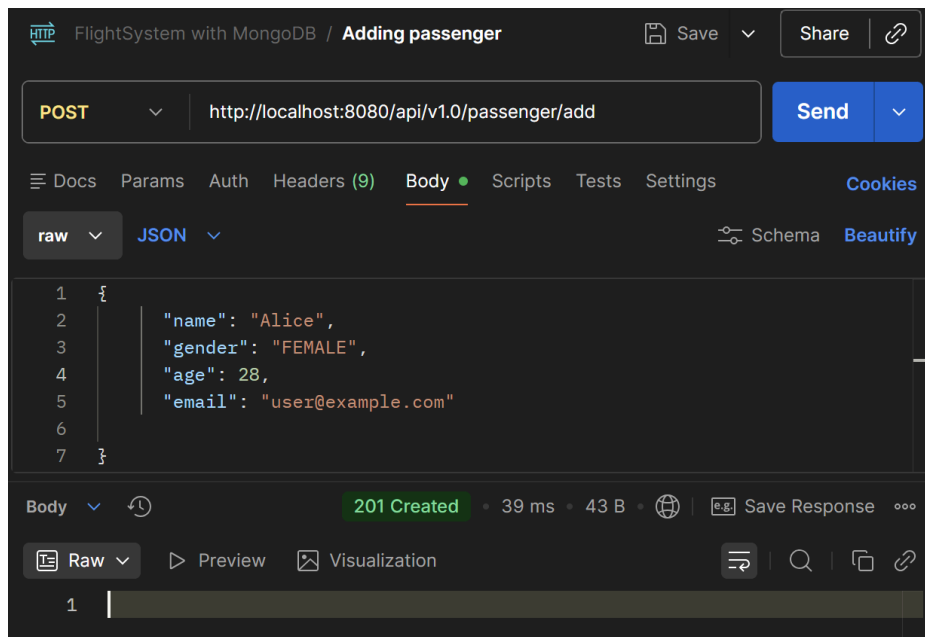 HTTP FlightSystem with MongoDB / Adding passenger Save Share
POST http://localhost:8080/api/v1.0/passenger/add Send
Docs Params Auth Headers (9) Body Scripts Tests Settings Cookies
raw JSON Schema Beautify
1 {
2 "name": "Alice",
3 "gender": "FEMALE",
4 "age": 28,
5 "email": "user@example.com"
6
7 }
Body 201 Created • 39 ms • 43 B • e.g. Save Response
Raw Preview Visualization
1